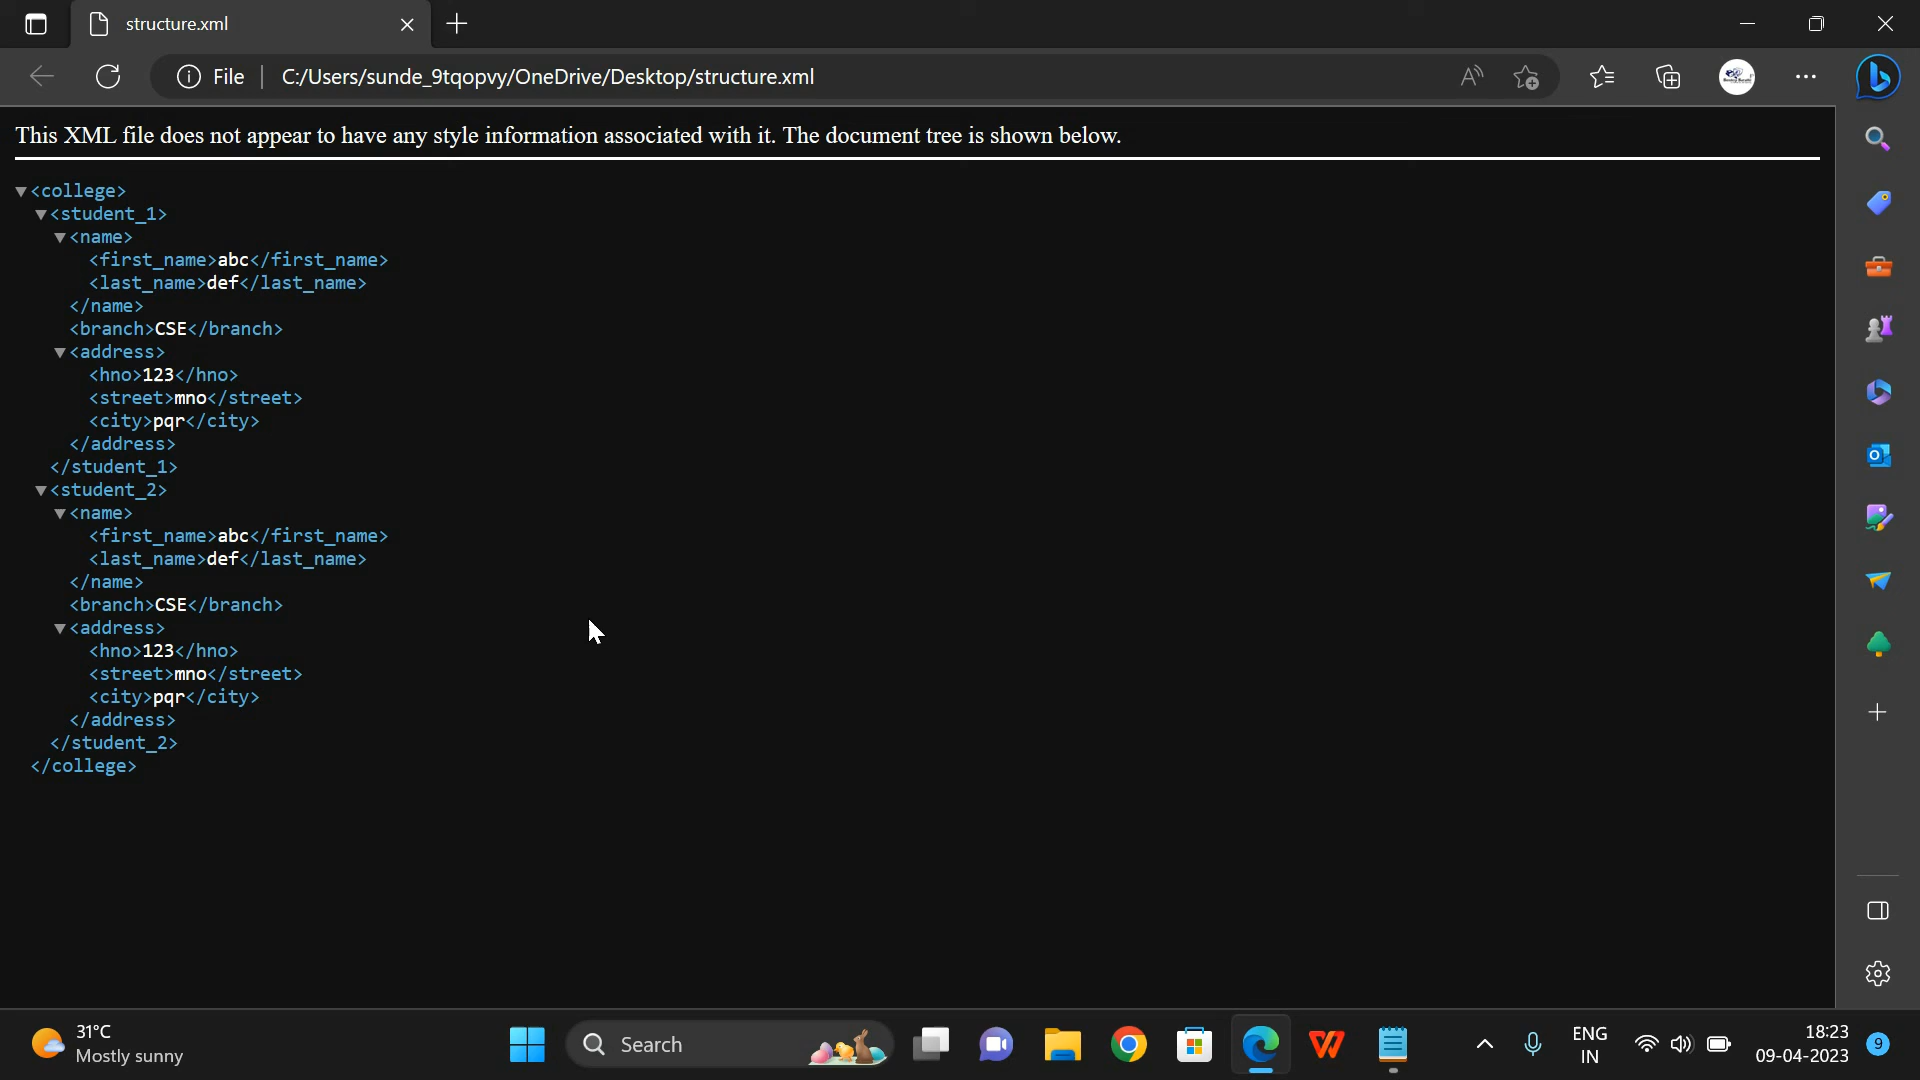 structure.xml
File
C:/Users/sunde_9tqopvy/OneDrive/Desktop/structure.xml
This XML file does not appear to have any style information associated with it. The document tree is shown below.
▼<college>
▼<student_1>
▼<name>
<first_name>abc</first_name>
<last_name>def</last_name>
</name>
<branch>CSE</branch>
▼<address>
<hno>123</hno>
<street>mno</street>
<city>pqr</city>
</address>
</student_1>
▼<student_2>
▼<name>
<first_name>abc</first_name>
<last_name>def</last_name>
</name>
<branch>CSE</branch>
▼<address>
<hno>123</hno>
<street>mno</street>
<city>pqr</city>
</address>
</student_2>
</college>
31°C
Mostly sunny
Search
ENG
IN
18:23
09-04-2023
9